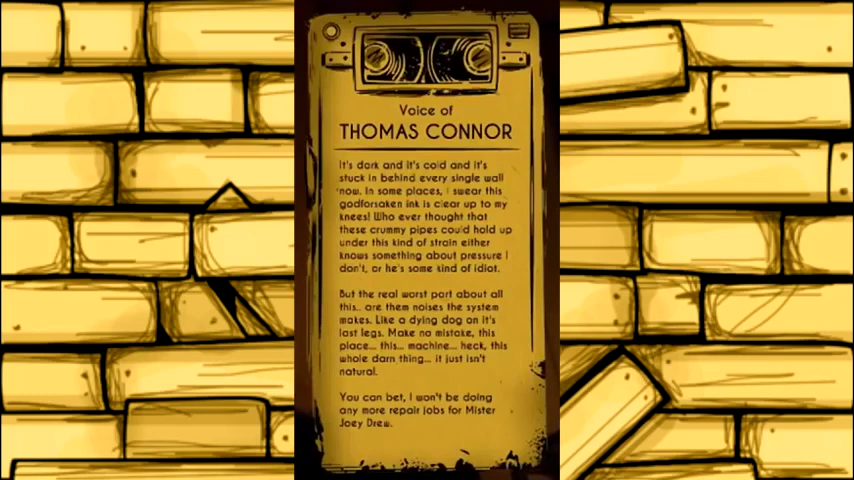 Voice of
THOMAS CONNOR
It's dark and it's cold and it's
stuck in behind every single wall
now. In some places, I swear this
godforsaken ink is clear up to my
knees! Who ever thought that
these crummy pipes could hold up
under this kind of strain either
knows something about pressure I
don't, or he's some kind of idiot.
But the real worst part about all
this.. are them noises the system
makes. Like a dying dog on it's
last legs. Make no mistake, this
place... this... machine... heck, this
whole darn thing... it just isn't
natural.
You can bet, I won't be doing
any more repair jobs for Mister
Joey Drew.